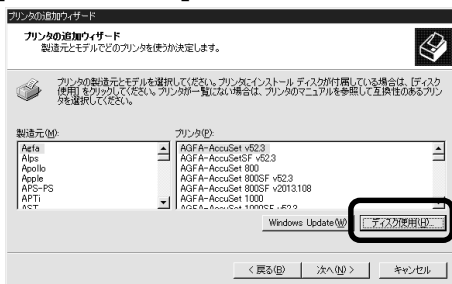 プリンタの追加ウィザード
プリンタの追加ウィザード
製造元とモデルでどのプリンタを使うか決定します。
プリンタの製造元とモデルを選択してください。プリンタにインストール ディスクが付属している場合は、[ディスク
使用] をクリックしてください。プリンタが一覧にない場合は、プリンタのマニュアルを参照して互換性のあるプリン
タを選択してください。
製造元(M):
プリンタ(P):
Agfa
Alps
Apollo
Apple
APS-PS
APTi
AST
AGFA-AccuSet v52.3
AGFA-AccuSetSF v52.3
AGFA-AccuSet 800
AGFA-AccuSet 800SF v52.3
AGFA-AccuSet 800SF v2013.108
AGFA-AccuSet 1000
AGFA-AccuSet 1000SF v52.3
Windows Update(W)
ディスク使用(H)...
< 戻る(B)
次へ(N) >
キャンセル